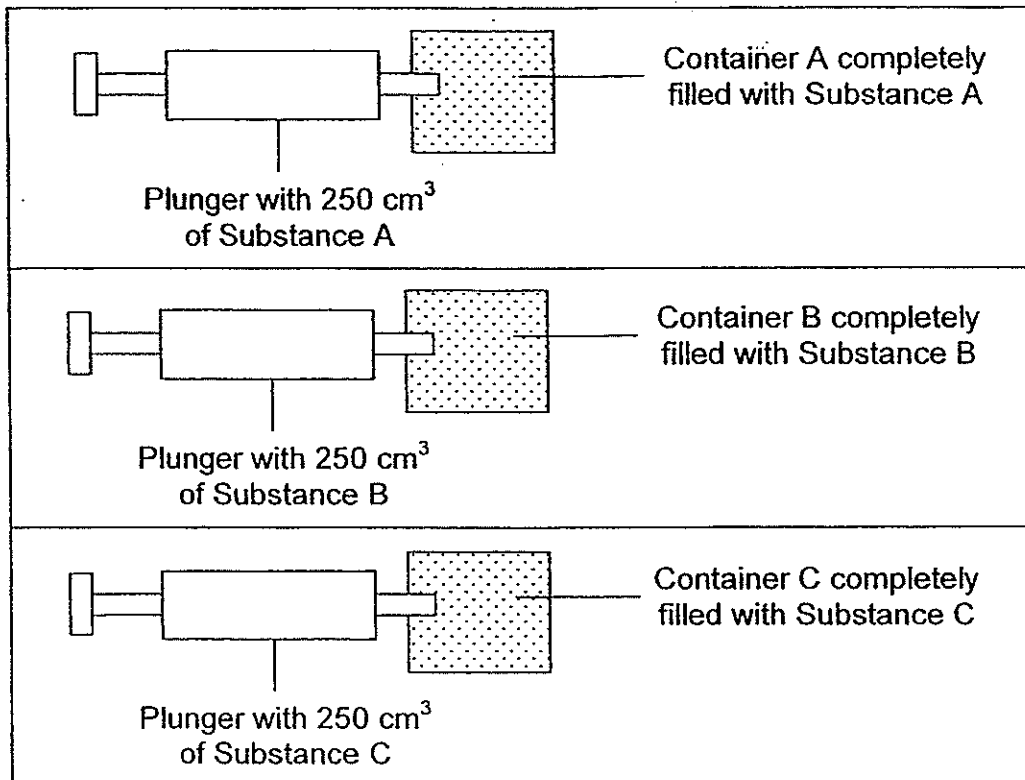 Container A completely
filled with Substance A
Plunger with 250 cm³
of Substance A
Container B completely
filled with Substance B
Plunger with 250 cm³
of Substance B
Container C completely
filled with Substance C
Plunger with 250 cm³
of Substance C